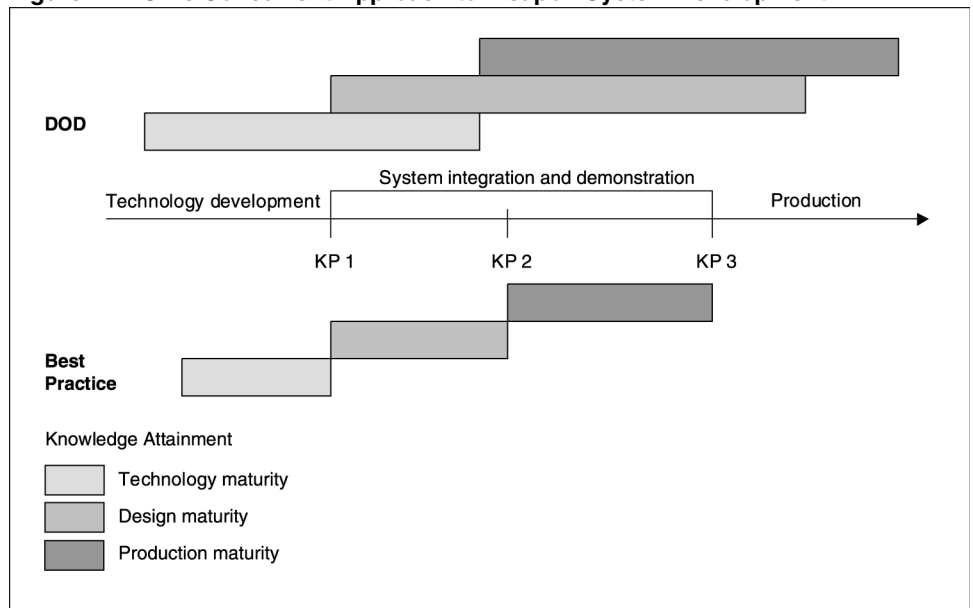 DOD
System integration and demonstration
Technology development
Production
KP 1
KP 2
KP 3
Best
Practice
Knowledge Attainment
Technology maturity
Design maturity
Production maturity